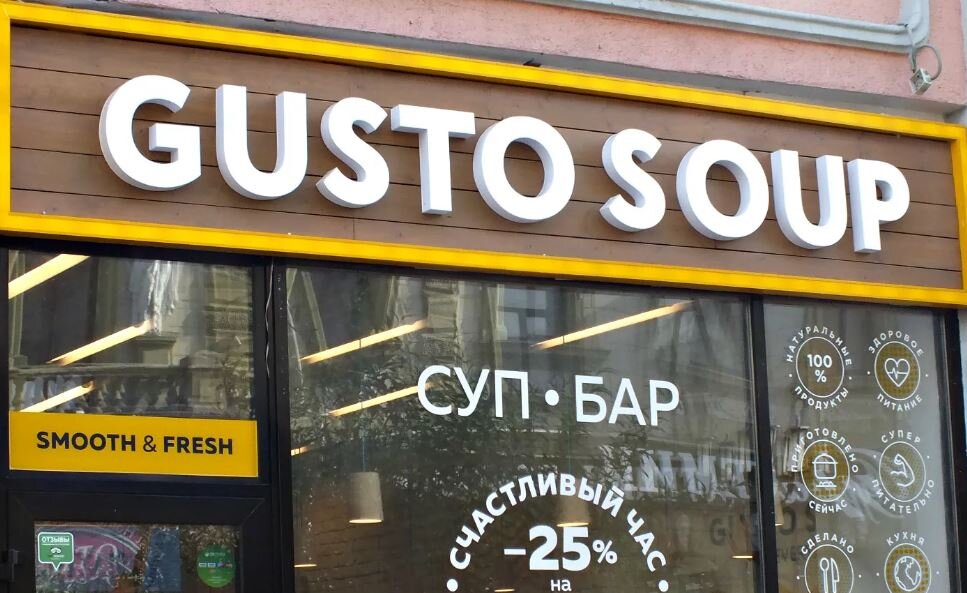 GUSTO SOUP
СУП • БАР
SMOOTH & FRESH
СЧАСТЛИВЫЙ ЧАС
-25%
на
НАТУРАЛЬНЫЕ
100
%
ПРОДУКТЫ
ЗДОРОВОЕ
ПИТАНИЕ
ПРИГОТОВЛЕНО
СЕЙЧАС
СУПЕР
ПИТАТЕЛЬНО
СДЕЛАНО
КУХНЯ
ОТЗЫВЫ